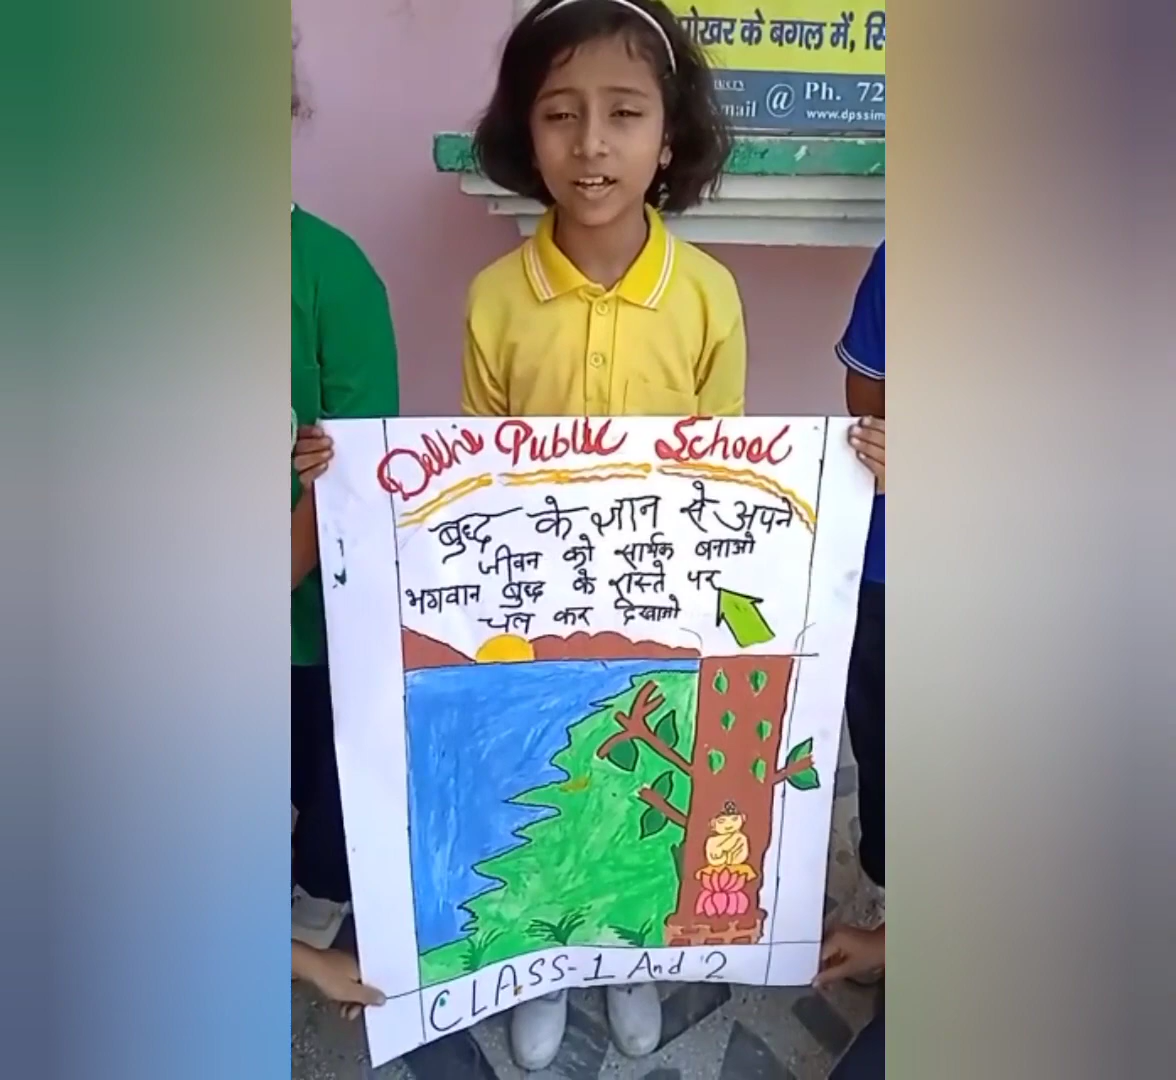 पोखर के बगल में, सि
mail @ Ph. 72
www.dpssim
Delhi Public School
बुद्ध के ज्ञान से अपने
जीवन को सार्थक बनाओ
भगवान बुद्ध के रास्ते पर
चल कर दिखाओ
CLASS-1 And 2